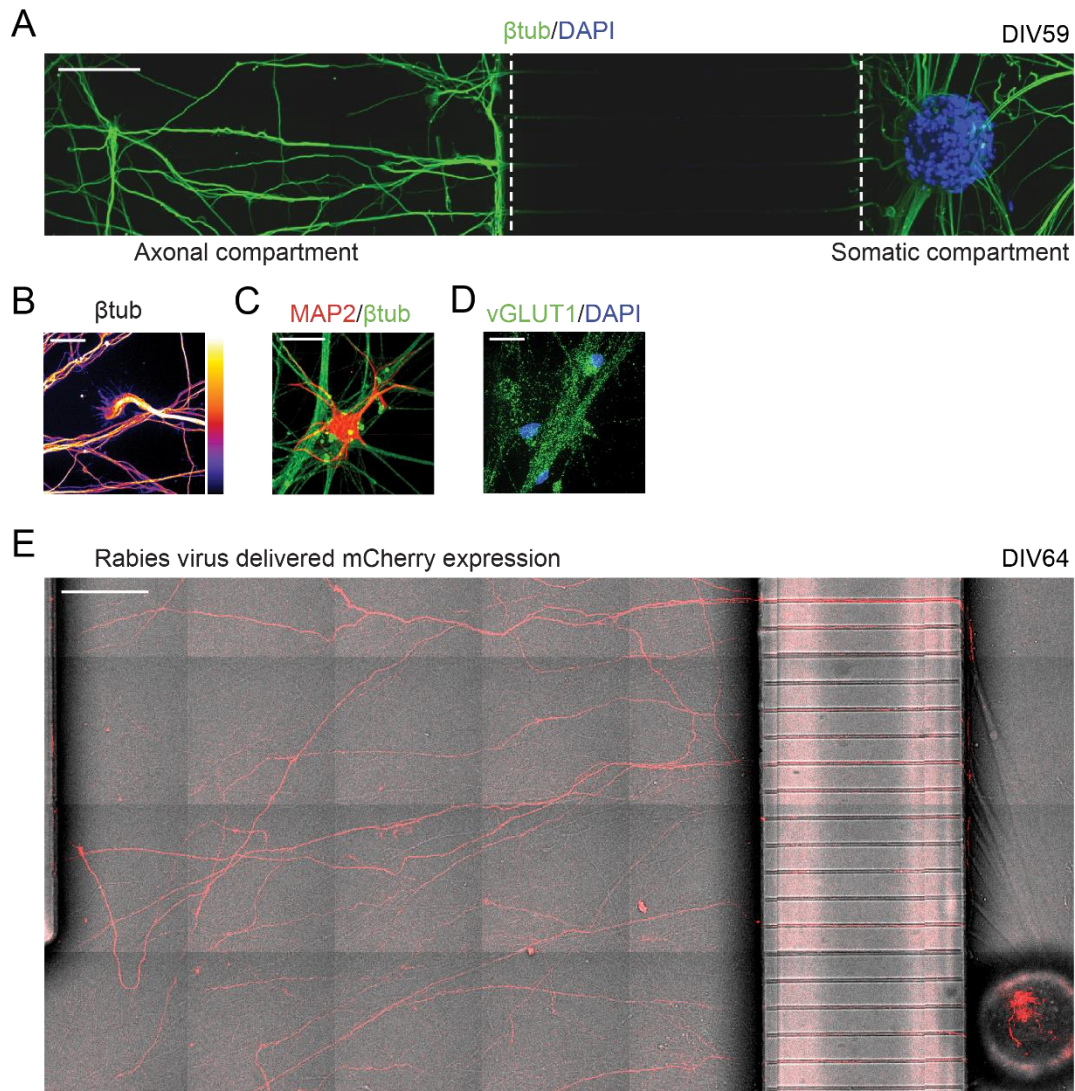 A
βtub/DAPI
DIV59
Axonal compartment
Somatic compartment
B
βtub
C
MAP2/βtub
D
vGLUT1/DAPI
E
Rabies virus delivered mCherry expression
DIV64